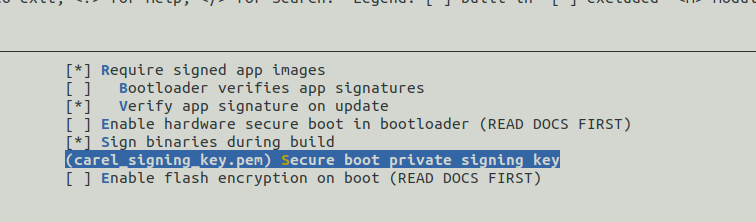 to exit, <?> for Help, </> for Search. Legend: [*] built-in [ ] excluded <M> modul
[*] Require signed app images
[ ] Bootloader verifies app signatures
[*] Verify app signature on update
[ ] Enable hardware secure boot in bootloader (READ DOCS FIRST)
[*] Sign binaries during build
(carel_signing_key.pem) Secure boot private signing key
[ ] Enable flash encryption on boot (READ DOCS FIRST)